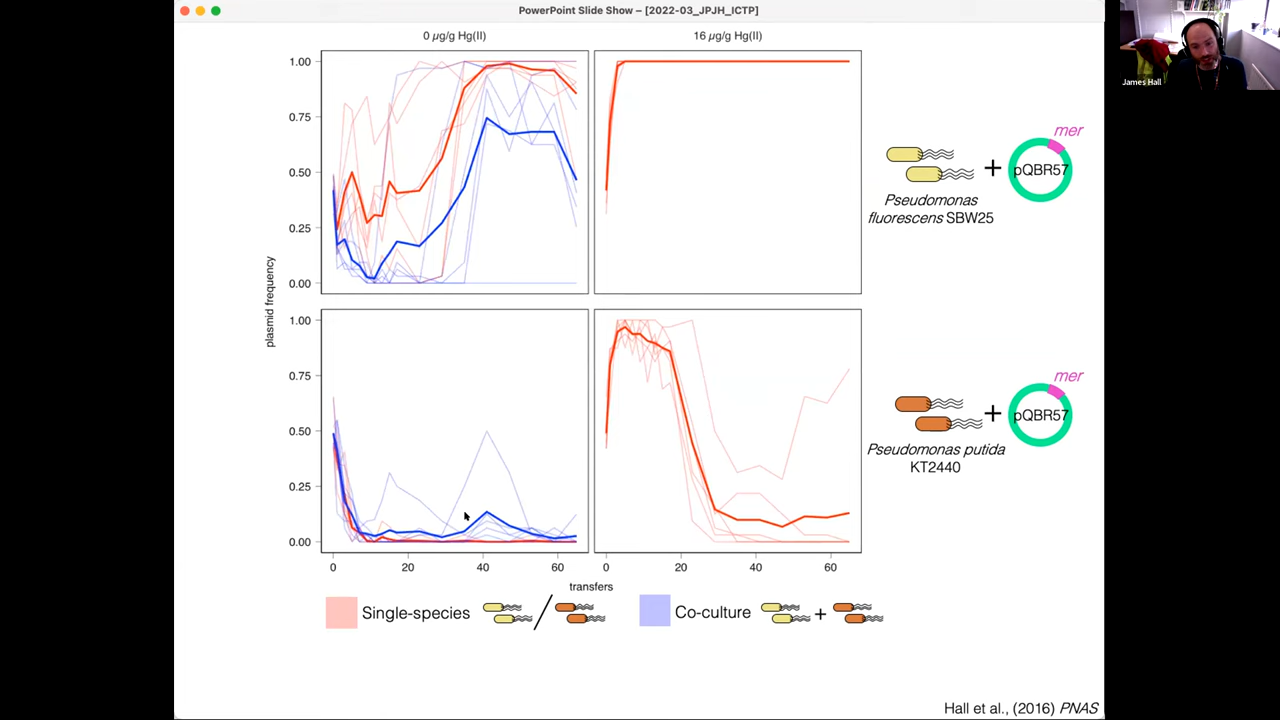 PowerPoint Slide Show – [2022-03_JPJH_ICTP]
James Hall
0 µg/g Hg(II)
16 µg/g Hg(II)
1.00
0.75
0.50
0.25
0.00
mer
pQBR57
+
Pseudomonas
fluorescens SBW25
plasmid frequency
1.00
0.75
0.50
0.25
0.00
mer
pQBR57
+
Pseudomonas putida
KT2440
0 20 40 60
0 20 40 60
transfers
Single-species /
Co-culture +
Hall et al., (2016) PNAS